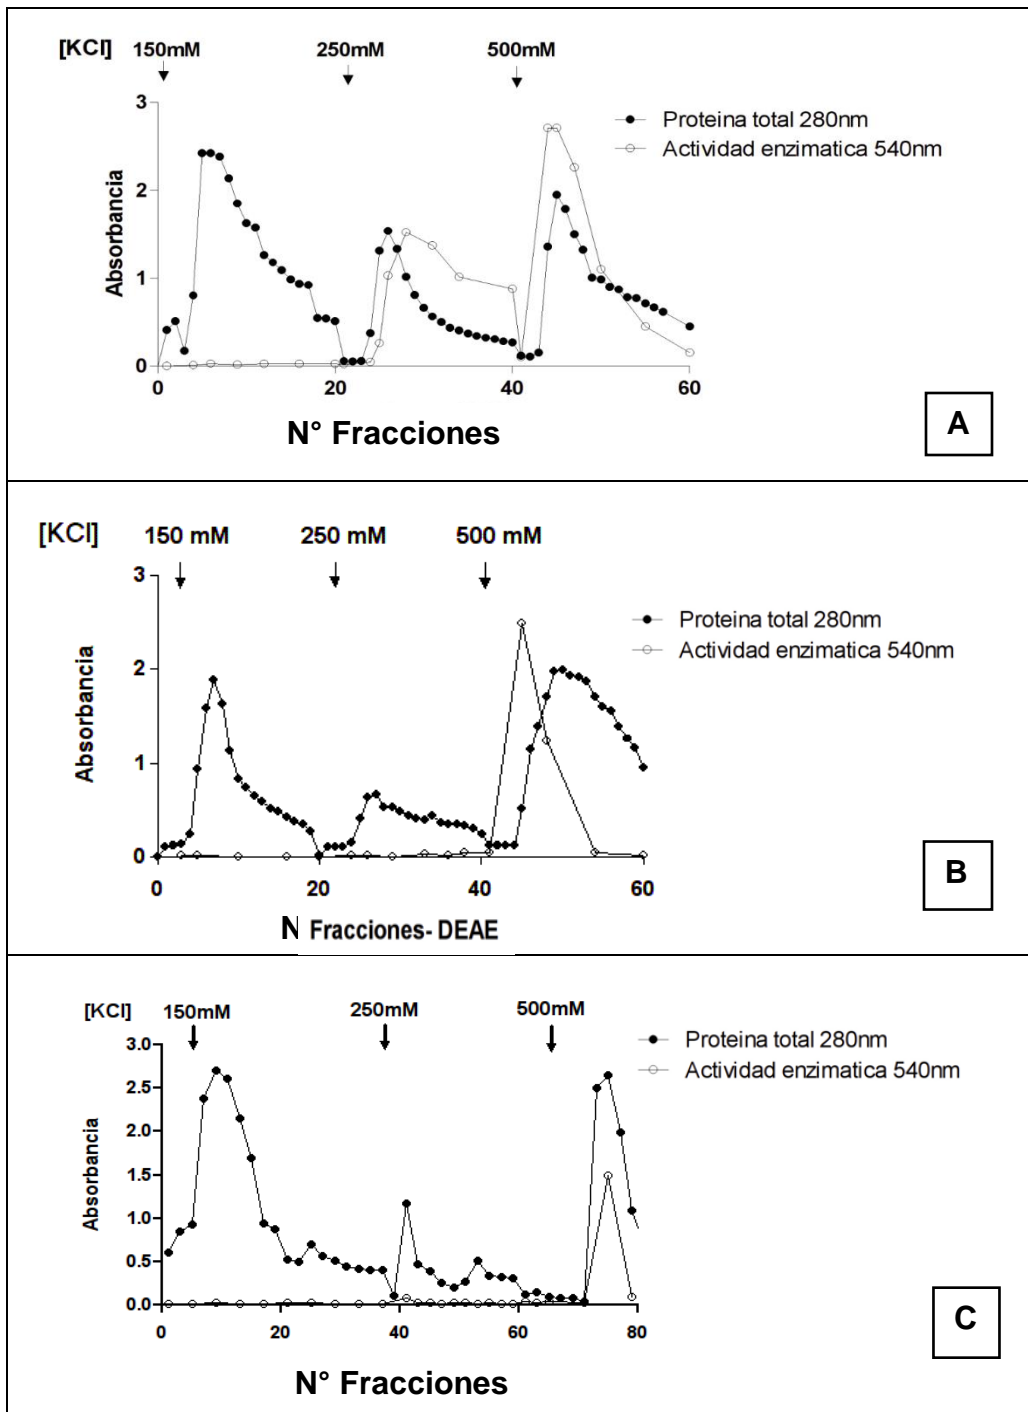 [KCl] 150mM 250mM 500mM
3
Proteina total 280nm
Actividad enzimatica 540nm
2
Absorbancia
1
0
0 20 40 60
N° Fracciones
A
[KCl] 150 mM 250 mM 500 mM
3
Proteina total 280nm
Actividad enzimatica 540nm
2
Absorbancia
1
0
0 20 40 60
N Fracciones- DEAE
B
[KCl] 150mM 250mM 500mM
3.0
Proteina total 280nm
Actividad enzimatica 540nm
2.5
2.0
Absorbancia
1.5
1.0
0.5
0.0
0 20 40 60 80
N° Fracciones
C